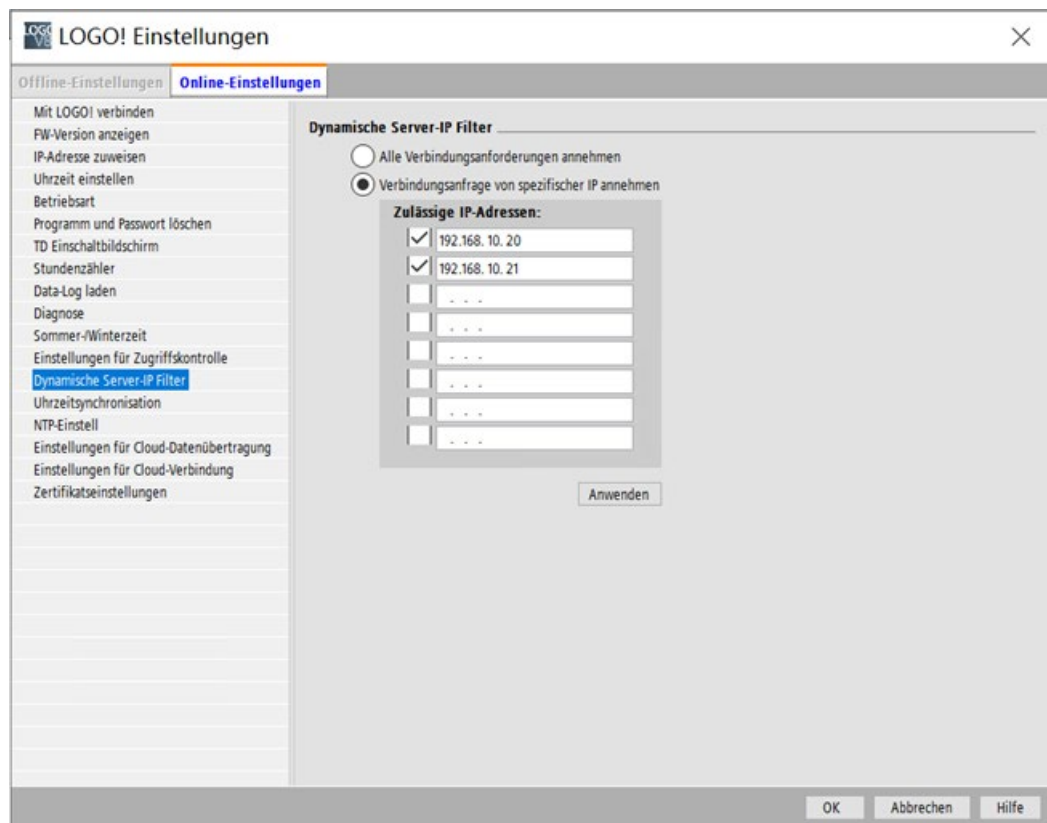 LOGO! Einstellungen
Offline-Einstellungen Online-Einstellungen
Mit LOGO! verbinden
FW-Version anzeigen
IP-Adresse zuweisen
Uhrzeit einstellen
Betriebsart
Programm und Passwort löschen
TD Einschaltbildschirm
Stundenzähler
Data-Log laden
Diagnose
Sommer-/Winterzeit
Einstellungen für Zugriffskontrolle
Dynamische Server-IP Filter
Uhrzeitsynchronisation
NTP-Einstell
Einstellungen für Cloud-Datenübertragung
Einstellungen für Cloud-Verbindung
Zertifikatseinstellungen
Dynamische Server-IP Filter
Alle Verbindungsanforderungen annehmen
Verbindungsanfrage von spezifischer IP annehmen
Zulässige IP-Adressen:
192.168. 10. 20
192.168. 10. 21
. . .
. . .
. . .
. . .
. . .
. . .
Anwenden
OK Abbrechen Hilfe